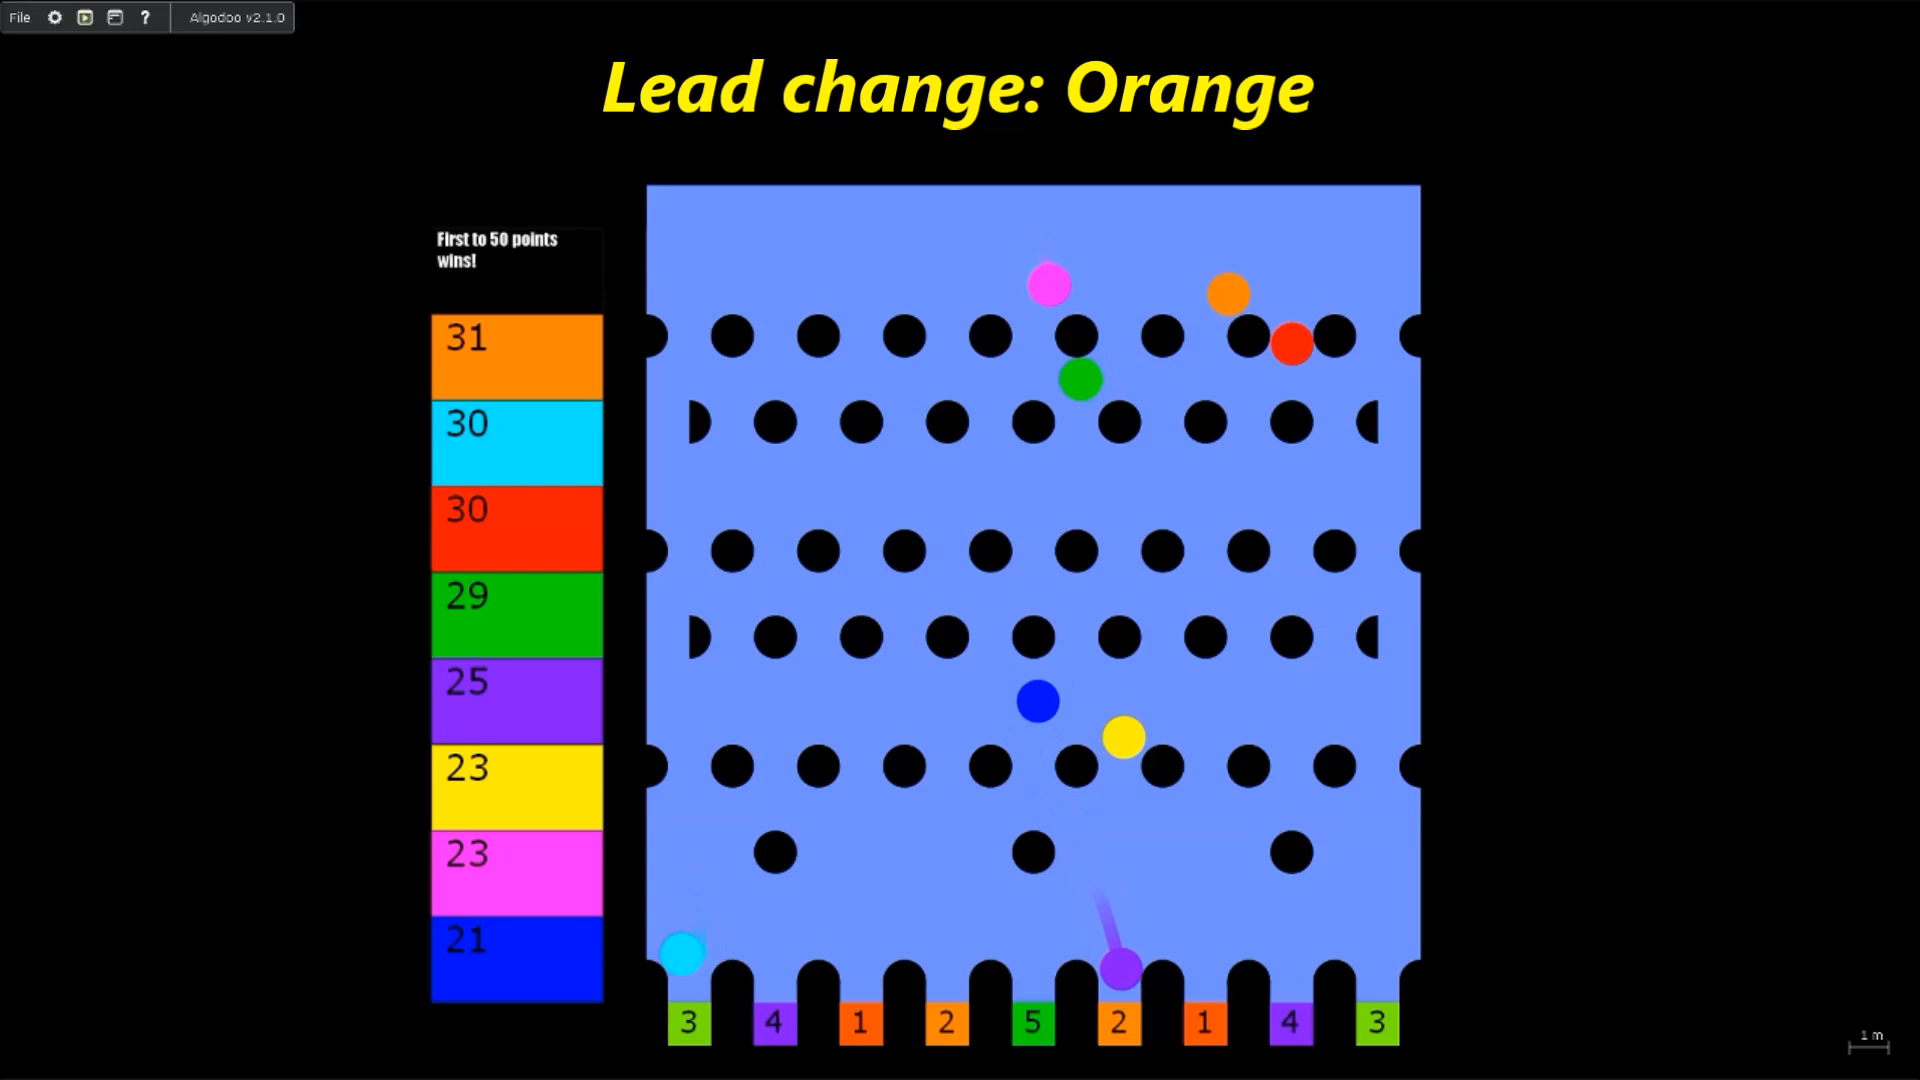 File ? Algodoo v2.1.0
Lead change: Orange
First to 50 points
wins!
31
30
30
29
25
23
23
21
3 4 1 2 5 2 1 4 3
1 m